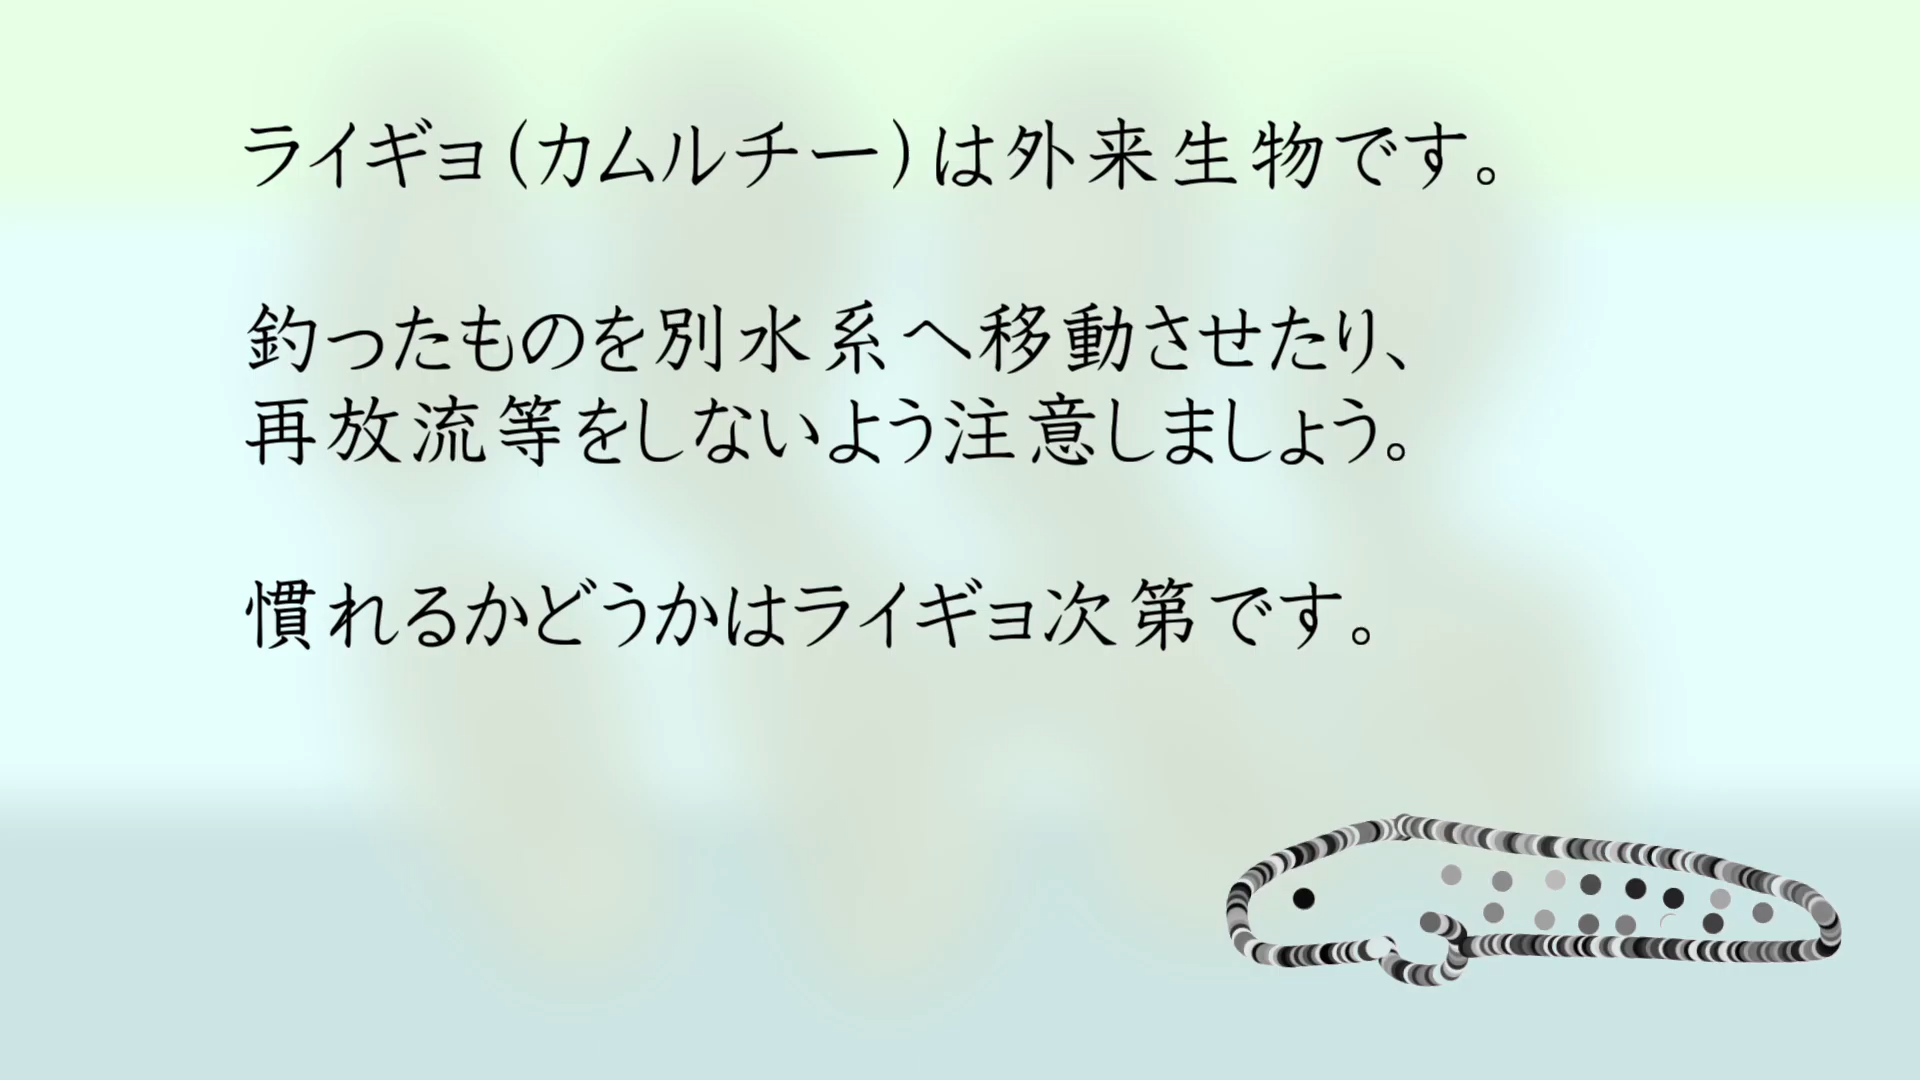 ライギョ(カムルチー)は外来生物です。
釣ったものを別水系へ移動させたり、
再放流等をしないよう注意しましょう。
慣れるかどうかはライギョ次第です。